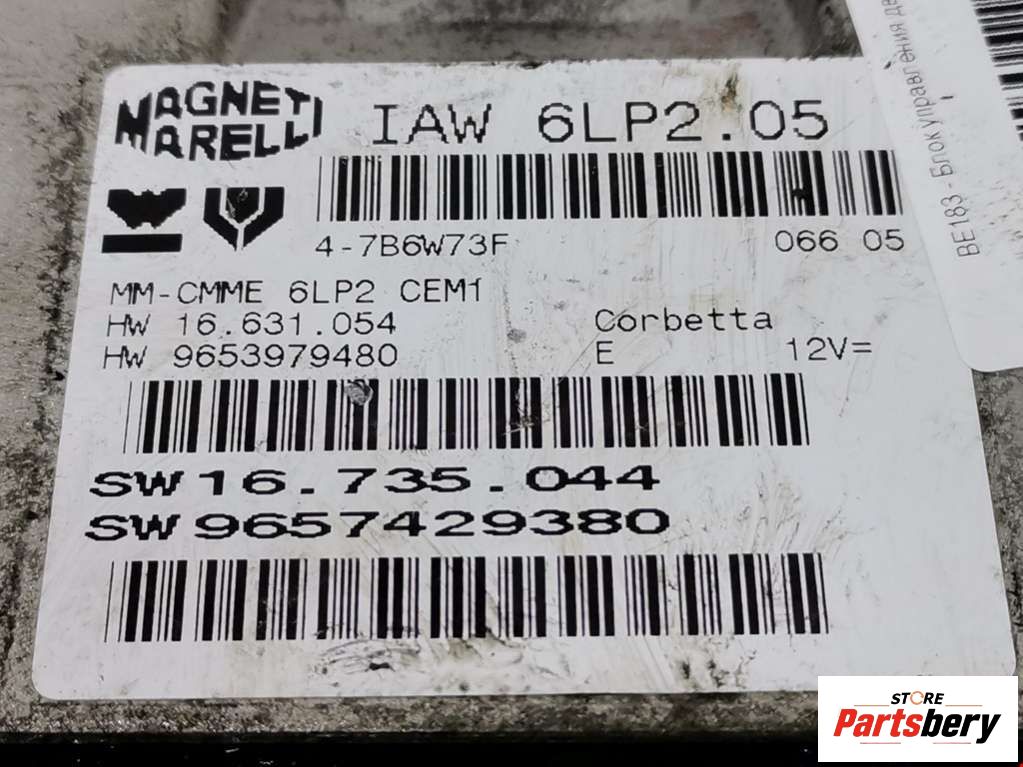 MAGNETI
MARELLI
IAW 6LP2.05
4-7B6W73F 066 05
MM-CMME 6LP2 CEM1
HW 16.631.054 Corbetta
HW 9653979480 E 12V=
SW 16.735.044
SW 9657429380
BE183 - Блок управления
STORE
Partsbery